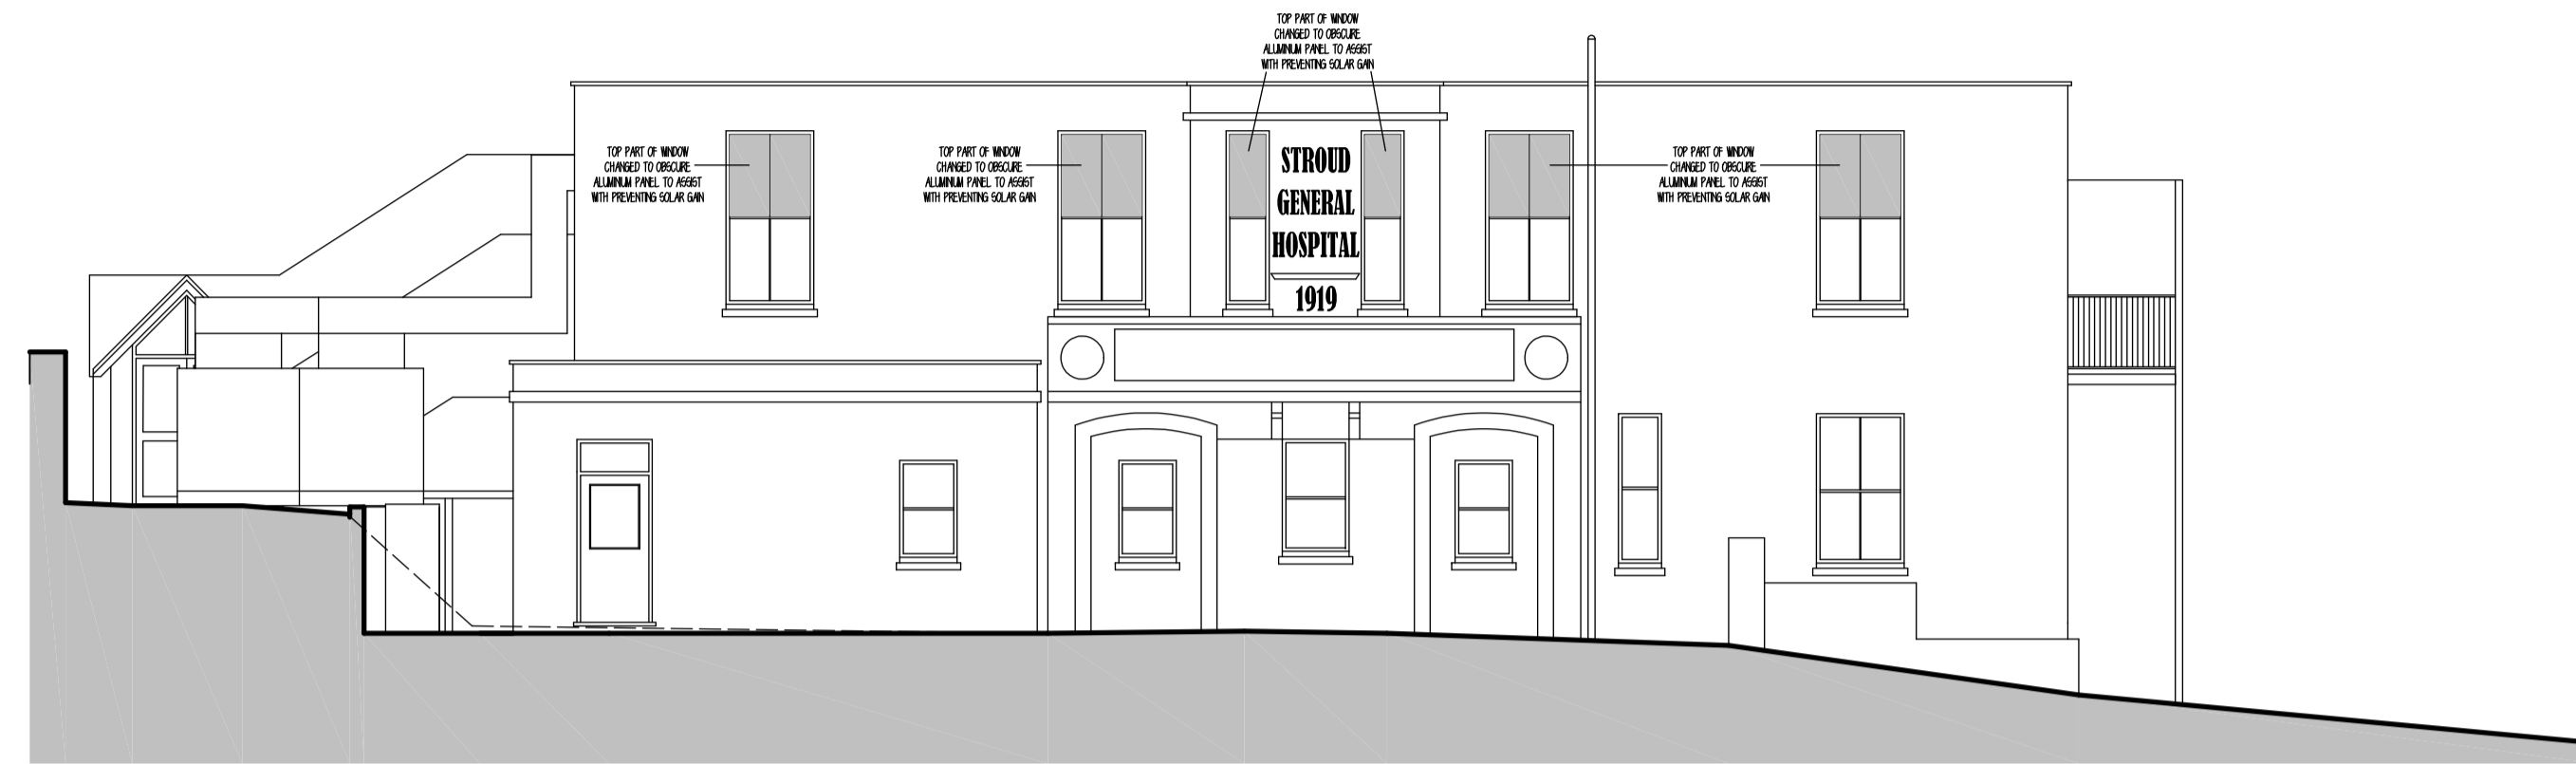 TOP PART OF WINDOW
CHANGED TO OBSCURE
ALUMINIUM PANEL TO ASSIST
WITH PREVENTING SOLAR GAIN
TOP PART OF WINDOW
CHANGED TO OBSCURE
ALUMINIUM PANEL TO ASSIST
WITH PREVENTING SOLAR GAIN
TOP PART OF WINDOW
CHANGED TO OBSCURE
ALUMINIUM PANEL TO ASSIST
WITH PREVENTING SOLAR GAIN
STROUD
GENERAL
HOSPITAL
1919
TOP PART OF WINDOW
CHANGED TO OBSCURE
ALUMINIUM PANEL TO ASSIST
WITH PREVENTING SOLAR GAIN